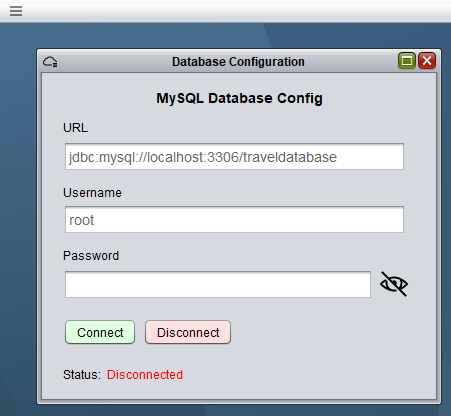 Database Configuration
MySQL Database Config
URL
jdbc:mysql://localhost:3306/traveldatabase
Username
root
Password
Connect Disconnect
Status: Disconnected